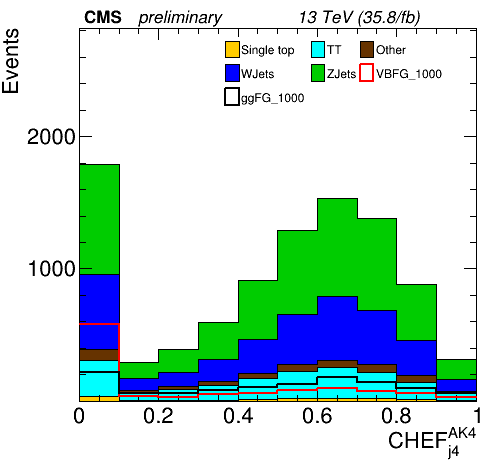 CMS preliminary 13 TeV (35.8/fb)
Events
Single top TT Other
WJets ZJets VBFG_1000
ggFG_1000
2000
1000
0 0.2 0.4 0.6 0.8 1
CHEF^{AK4}_{j4}